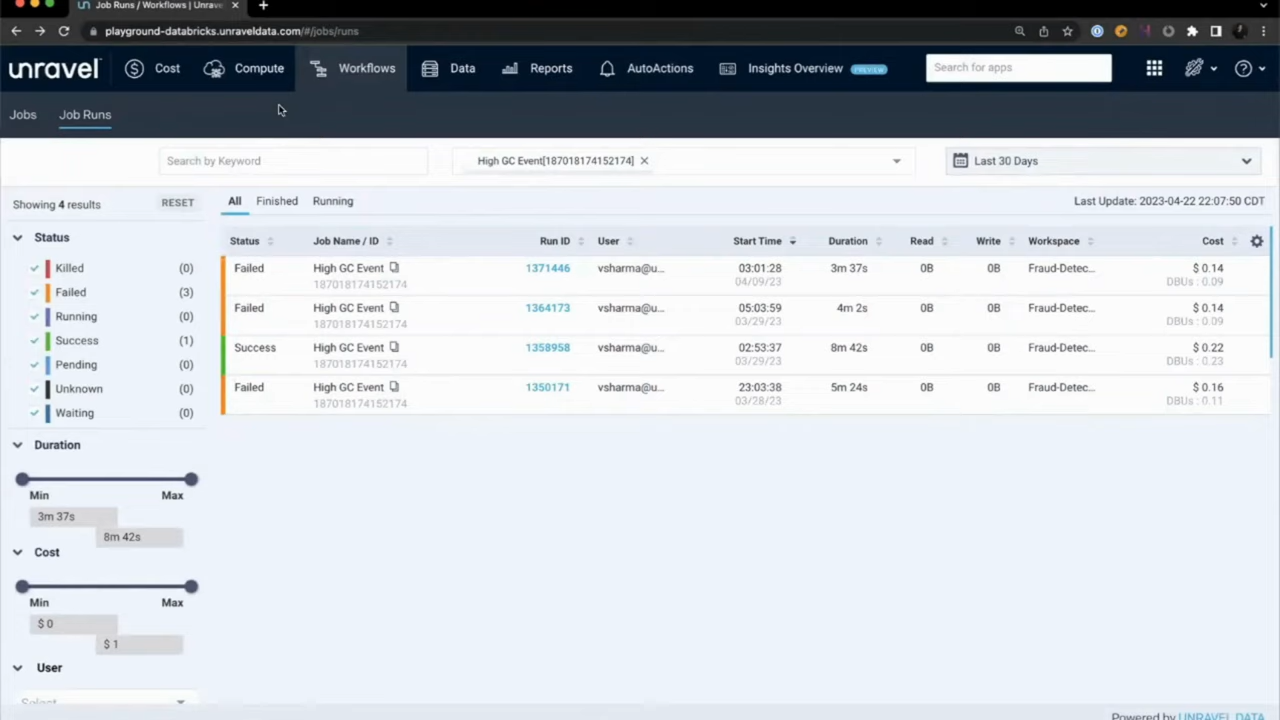 Job Runs / Workflows | Unrave
playground-databricks.unraveldata.com/#/jobs/runs
unravel
Cost
Compute
Workflows
Data
Reports
AutoActions
Insights Overview PREVIEW
Search for apps
Jobs
Job Runs
Search by Keyword
High GC Event[187018174152174]
Last 30 Days
Showing 4 results
RESET
All
Finished
Running
Last Update: 2023-04-22 22:07:50 CDT
Status
Killed (0)
Failed (3)
Running (0)
Success (1)
Pending (0)
Unknown (0)
Waiting (0)
Duration
Min Max
3m 37s
8m 42s
Cost
Min Max
$ 0
$ 1
User
Select
Status Job Name / ID Run ID User Start Time Duration Read Write Workspace Cost
Failed High GC Event 1371446 vsharma@u... 03:01:28 3m 37s 0B 0B Fraud-Detec... $ 0.14
187018174152174 04/09/23 DBUs : 0.09
Failed High GC Event 1364173 vsharma@u... 05:03:59 4m 2s 0B 0B Fraud-Detec... $ 0.14
187018174152174 03/29/23 DBUs : 0.09
Success High GC Event 1358958 vsharma@u... 02:53:37 8m 42s 0B 0B Fraud-Detec... $ 0.22
187018174152174 03/29/23 DBUs : 0.23
Failed High GC Event 1350171 vsharma@u... 23:03:38 5m 24s 0B 0B Fraud-Detec... $ 0.16
187018174152174 03/28/23 DBUs : 0.11
Powered by UNRAVEL DATA